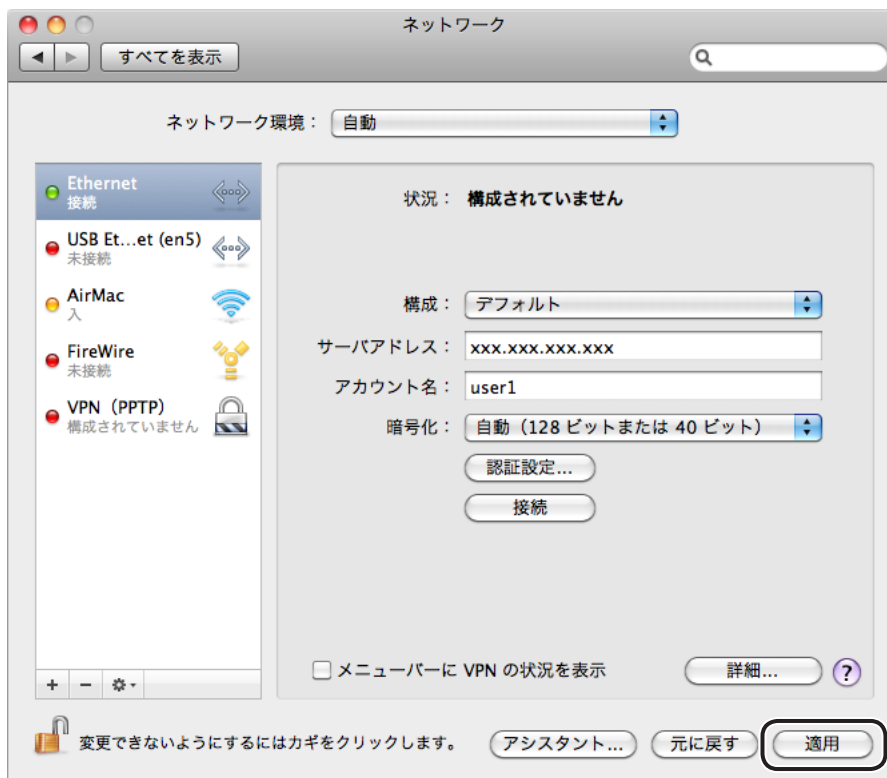 ネットワーク
すべてを表示
ネットワーク環境： 自動
Ethernet
接続
USB Et...et (en5)
未接続
AirMac
入
FireWire
未接続
VPN（PPTP）
構成されていません
状況： 構成されていません
構成： デフォルト
サーバアドレス： xxx.xxx.xxx.xxx
アカウント名： user1
暗号化： 自動（128 ビットまたは 40 ビット）
認証設定...
接続
メニューバーに VPN の状況を表示
詳細... ?
変更できないようにするにはカギをクリックします。
アシスタント... 元に戻す 適用